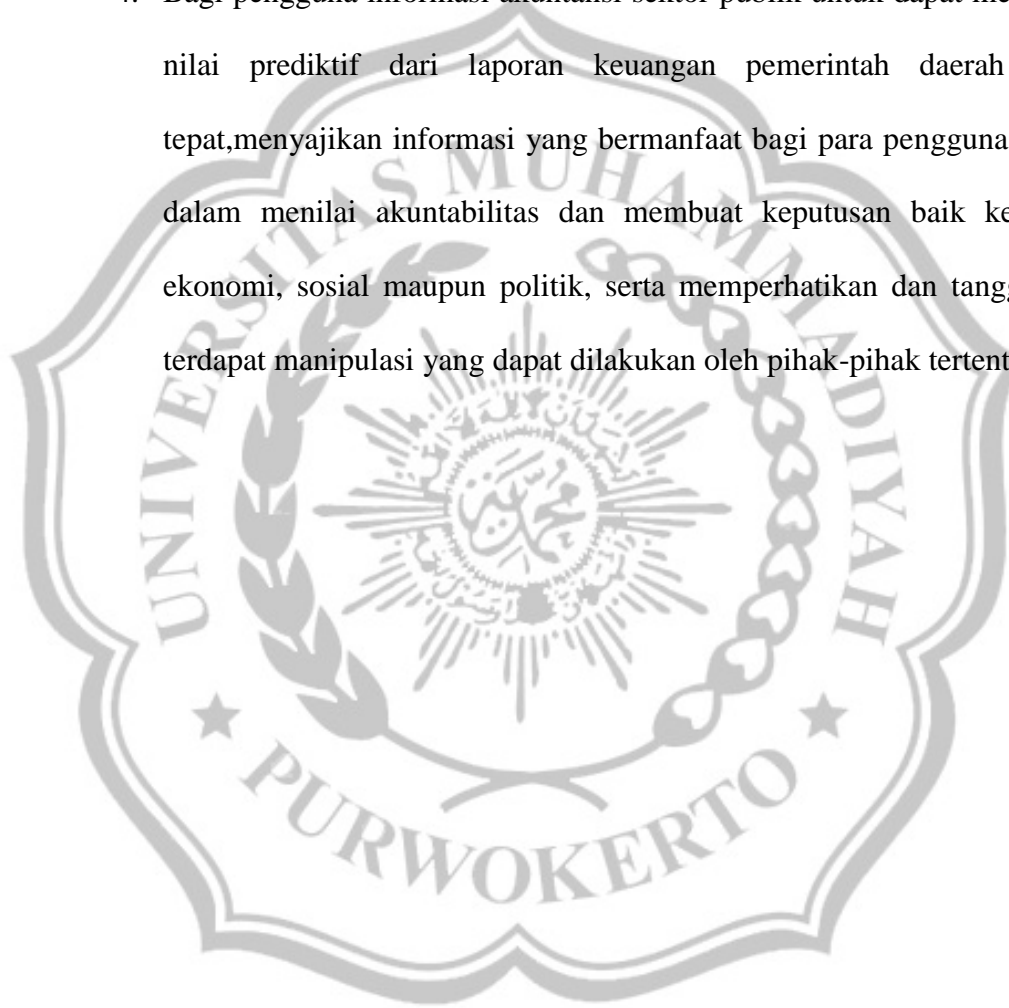 4. Bagi pengguna informasi akuntansi sektor publik untuk dapat
nilai prediktif dari laporan keuangan pemerintah daerah
tepat,menyajikan informasi yang bermanfaat bagi para pengguna
dalam menilai akuntabilitas dan membuat keputusan baik ke
ekonomi, sosial maupun politik, serta memperhatikan dan tangg
terdapat manipulasi yang dapat dilakukan oleh pihak-pihak tertent
UNIVERSITAS MUHAMMADIYAH
PURWOKERTO